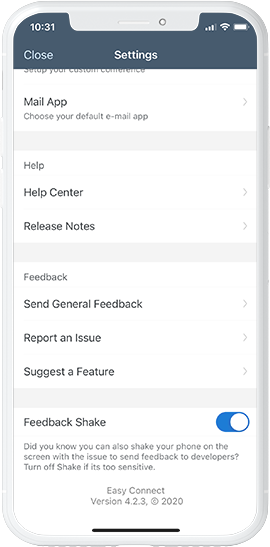 10:31
Close Settings
Setup your custom conference
Mail App
Choose your default e-mail app
Help
Help Center
Release Notes
Feedback
Send General Feedback
Report an Issue
Suggest a Feature
Feedback Shake
Did you know you can also shake your phone on the
screen with the issue to send feedback to developers?
Turn off Shake if its too sensitive.
Easy Connect
Version 4.2.3, © 2020